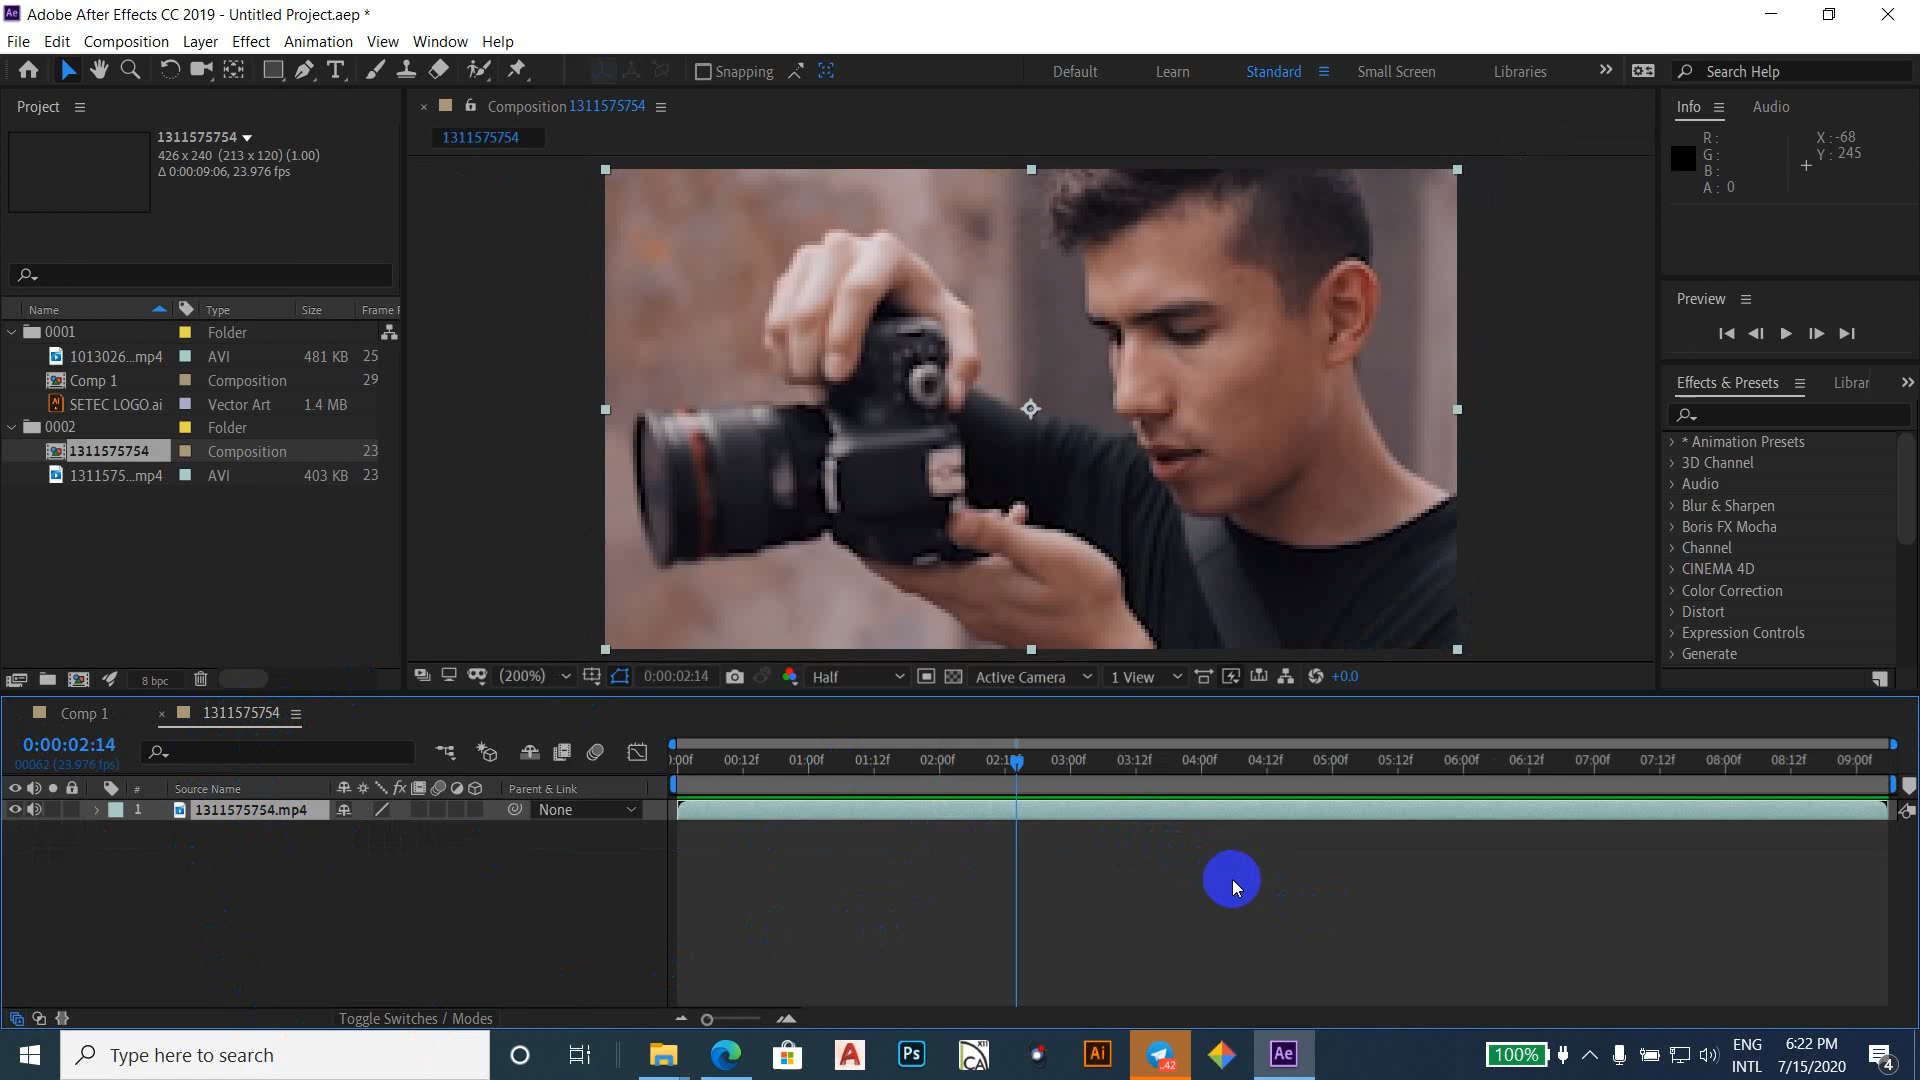 Adobe After Effects CC 2019 - Untitled Project.aep *
File Edit Composition Layer Effect Animation View Window Help
Snapping Default Learn Standard Small Screen Libraries Search Help
Project
1311575754
426 x 240 (213 x 120) (1.00)
Δ 0:00:09:06, 23.976 fps
Name Type Size Frame F
0001 Folder
1013026...mp4 AVI 481 KB 25
Comp 1 Composition 29
SETEC LOGO.ai Vector Art 1.4 MB
0002 Folder
1311575754 Composition 23
1311575...mp4 AVI 403 KB 23
8 bpc
Composition 1311575754
1311575754
(200%) 0:00:02:14 Half Active Camera 1 View +0.0
Info Audio
R :
G :
B :
A : 0
X : -68
Y : 245
Preview
Effects & Presets Librar
* Animation Presets
3D Channel
Audio
Blur & Sharpen
Boris FX Mocha
Channel
CINEMA 4D
Color Correction
Distort
Expression Controls
Generate
Comp 1 1311575754
0:00:02:14
00062 (23.976 fps)
):00f 00:12f 01:00f 01:12f 02:00f 02:1 03:00f 03:12f 04:00f 04:12f 05:00f 05:12f 06:00f 06:12f 07:00f 07:12f 08:00f 08:12f 09:00f
# Source Name fx Parent & Link
1 1311575754.mp4 None
Toggle Switches / Modes
Type here to search
Ps
XII
CA
Ai
..42
Ae
100%
ENG
INTL
6:22 PM
7/15/2020
4